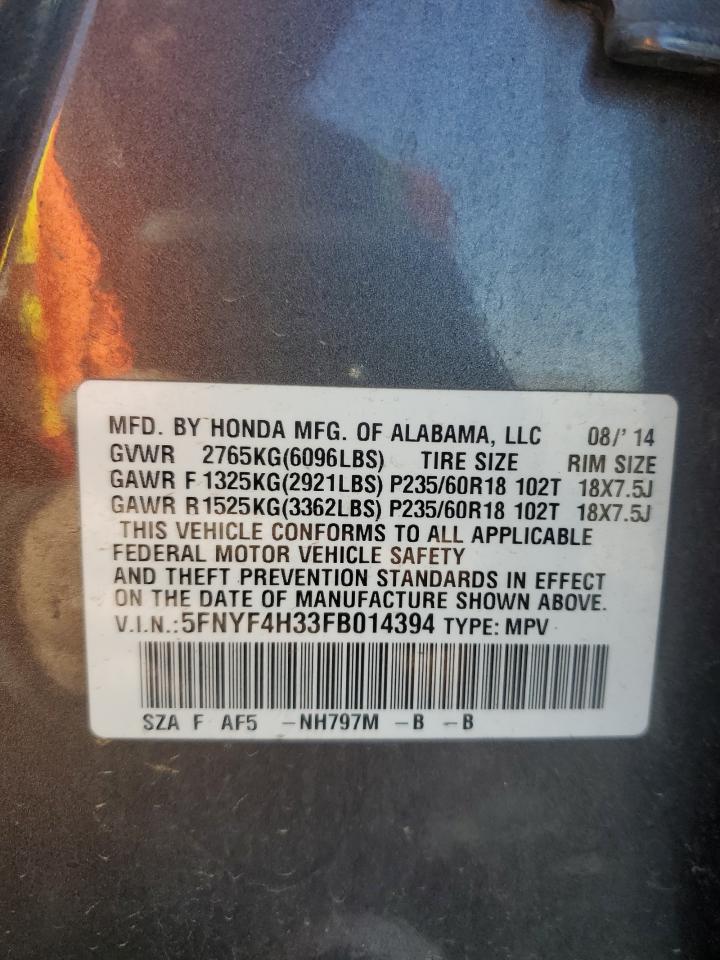 MFD. BY HONDA MFG. OF ALABAMA, LLC 08/'14
GVWR 2765KG(6096LBS) TIRE SIZE RIM SIZE
GAWR F 1325KG(2921LBS) P235/60R18 102T 18X7.5J
GAWR R 1525KG(3362LBS) P235/60R18 102T 18X7.5J
THIS VEHICLE CONFORMS TO ALL APPLICABLE
FEDERAL MOTOR VEHICLE SAFETY
AND THEFT PREVENTION STANDARDS IN EFFECT
ON THE DATE OF MANUFACTURE SHOWN ABOVE.
V.I.N.:5FNYF4H33FB014394 TYPE: MPV
SZA F AF5 -NH797M -B -B